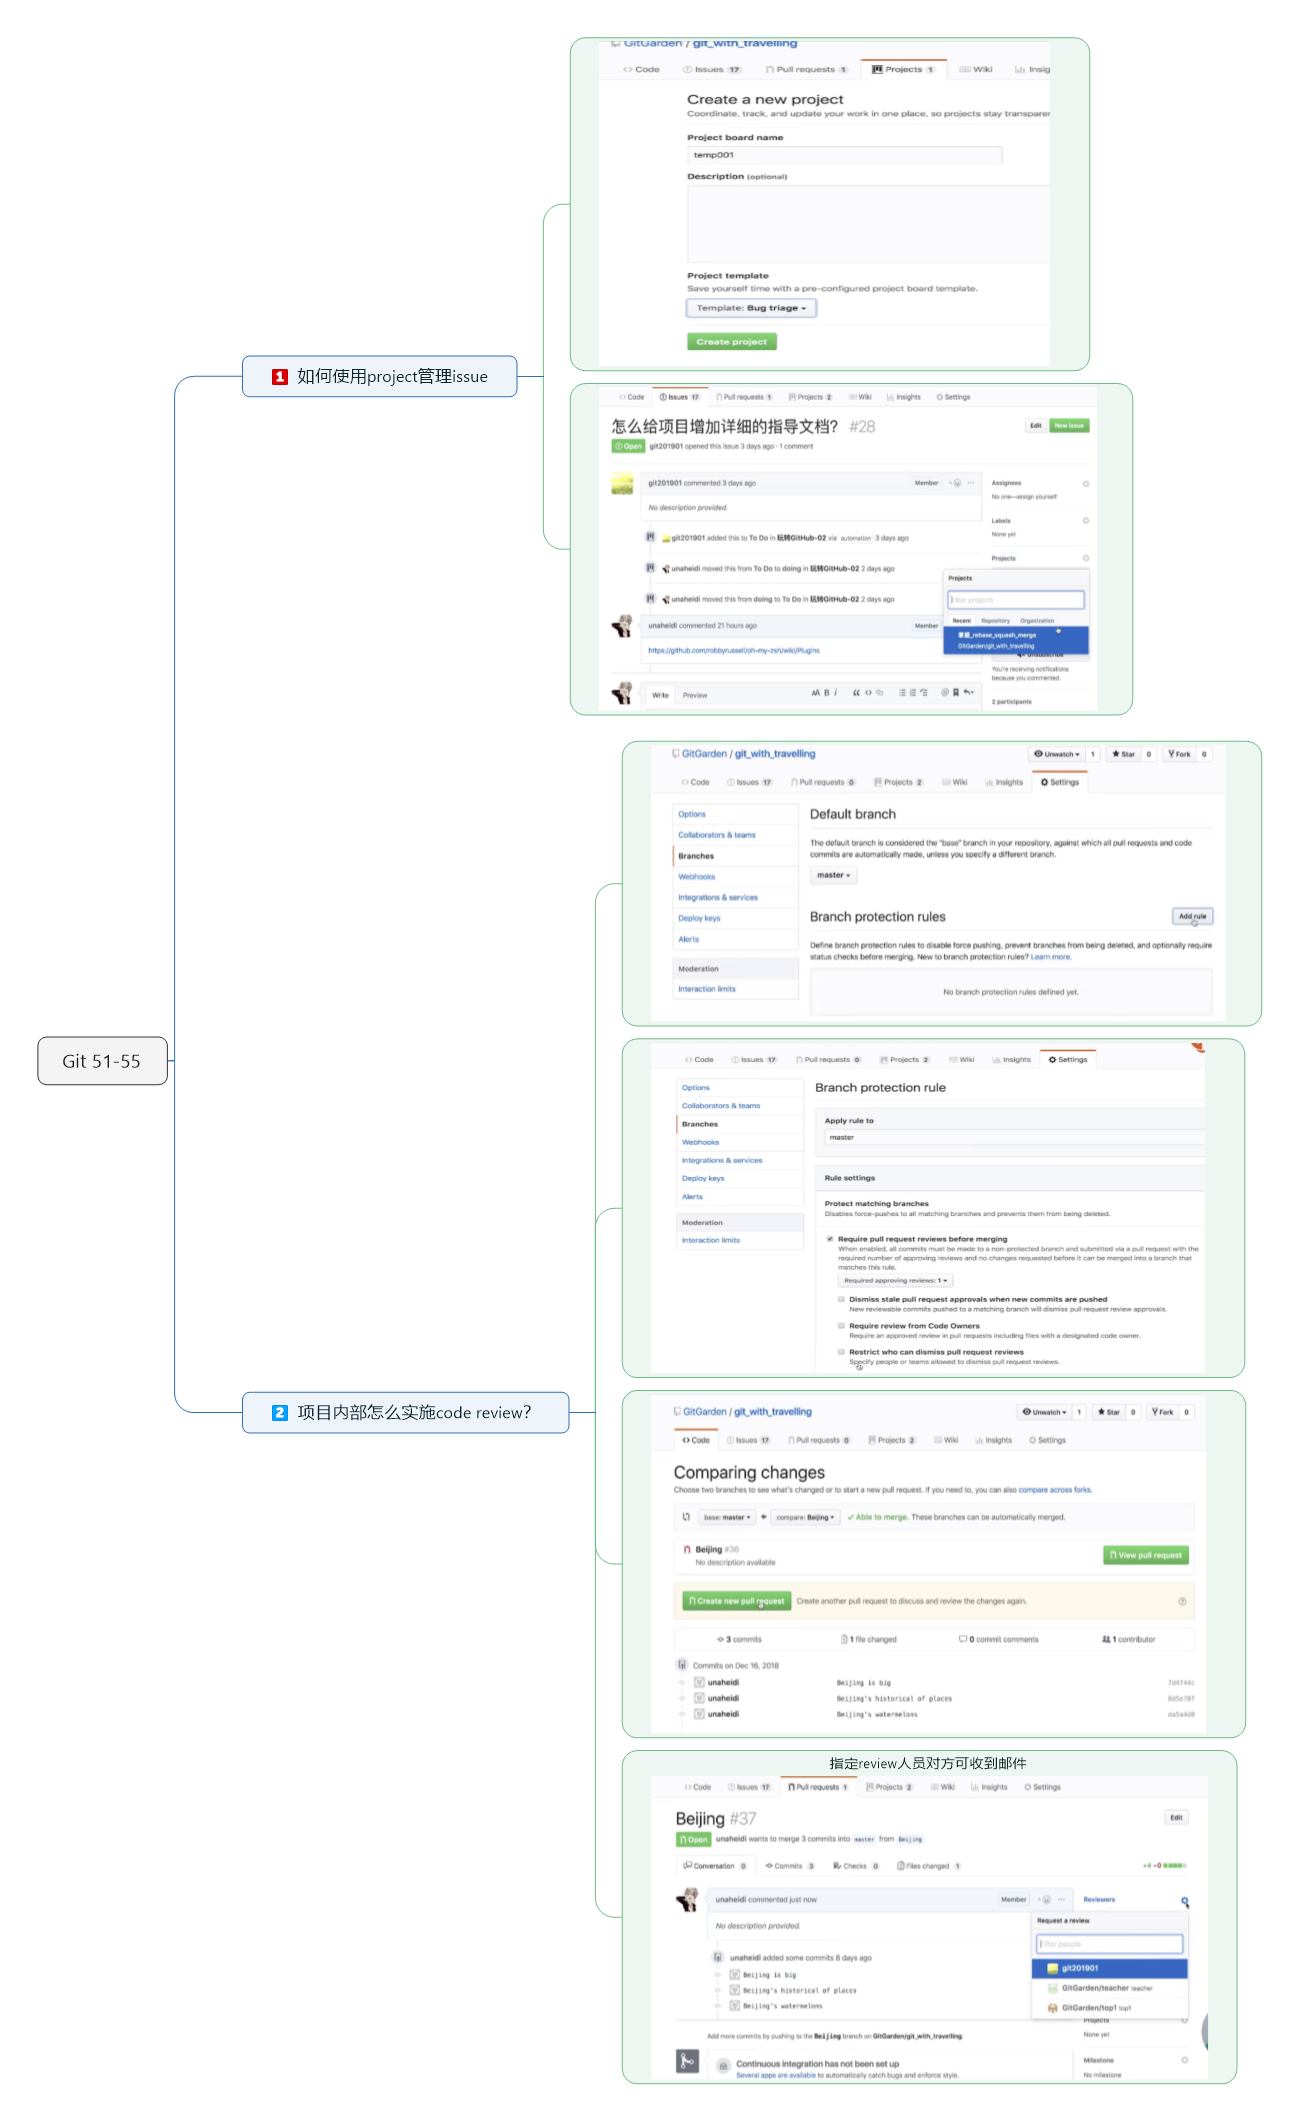 GitGarden / git_with_travelling
Code Issues 17 Pull requests 1 Projects 1 Wiki Insig
Create a new project
Coordinate, track, and update your work in one place, so projects stay transparer
Project board name
temp001
Description (optional)
Project template
Save yourself time with a pre-configured project board template.
Template: Bug triage
Create project
1 如何使用project管理issue
Code Issues 17 Pull requests 1 Projects 2 Wiki Insights Settings
怎么给项目增加详细的指导文档? #28
Edit New issue
Open git201901 opened this issue 3 days ago · 1 comment
git201901 commented 3 days ago Member
No description provided.
git201901 added this to To Do in 玩转GitHub-02 via automation 3 days ago
unaheidi moved this from To Do to doing in 玩转GitHub-02 2 days ago
unaheidi moved this from doing to To Do in 玩转GitHub-02 2 days ago
unaheidi commented 21 hours ago Member
https://github.com/robbyrussell/oh-my-zsh/wiki/Plugins
Write Preview
AA B i
Assignees
No one—assign yourself
Labels
None yet
Projects
Projects
Filter projects
Recent Repository Organization
掌握_rebase_squash_merge
GitGarden/git_with_travelling
Unsubscribe
You're receiving notifications
because you commented.
2 participants
GitGarden / git_with_travelling
Unwatch 1 Star 0 Fork 0
Code Issues 17 Pull requests 0 Projects 2 Wiki Insights Settings
Options
Collaborators & teams
Branches
Webhooks
Integrations & services
Deploy keys
Alerts
Moderation
Interaction limits
Default branch
The default branch is considered the "base" branch in your repository, against which all pull requests and code
commits are automatically made, unless you specify a different branch.
master
Branch protection rules
Add rule
Define branch protection rules to disable force pushing, prevent branches from being deleted, and optionally require
status checks before merging. New to branch protection rules? Learn more.
No branch protection rules defined yet.
Git 51-55
Code Issues 17 Pull requests 0 Projects 2 Wiki Insights Settings
Options
Collaborators & teams
Branches
Webhooks
Integrations & services
Deploy keys
Alerts
Moderation
Interaction limits
Branch protection rule
Apply rule to
master
Rule settings
Protect matching branches
Disables force-pushes to all matching branches and prevents them from being deleted.
Require pull request reviews before merging
When enabled, all commits must be made to a non-protected branch and submitted via a pull request with the
required number of approving reviews and no changes requested before it can be merged into a branch that
matches this rule.
Required approving reviews: 1
Dismiss stale pull request approvals when new commits are pushed
New reviewable commits pushed to a matching branch will dismiss pull request review approvals.
Require review from Code Owners
Require an approved review in pull requests including files with a designated code owner.
Restrict who can dismiss pull request reviews
Specify people or teams allowed to dismiss pull request reviews.
2 项目内部怎么实施code review?
GitGarden / git_with_travelling
Unwatch 1 Star 0 Fork 0
Code Issues 17 Pull requests 0 Projects 2 Wiki Insights Settings
Comparing changes
Choose two branches to see what's changed or to start a new pull request. If you need to, you can also compare across forks.
base: master compare: Beijing Able to merge. These branches can be automatically merged.
Beijing #36
No description available
View pull request
Create new pull request Create another pull request to discuss and review the changes again.
3 commits 1 file changed 0 commit comments 1 contributor
Commits on Dec 16, 2018
unaheidi Beijing is big 7d4f44c
unaheidi Beijing's historical of places 8d5e78f
unaheidi Beijing's watermelons da5a4d8
指定review人员对方可收到邮件
Code Issues 17 Pull requests 1 Projects 2 Wiki Insights Settings
Beijing #37
Edit
Open unaheidi wants to merge 3 commits into master from Beijing
Conversation 0 Commits 3 Checks 0 Files changed 1 +4 −0
unaheidi commented just now Member
No description provided.
unaheidi added some commits 8 days ago
Beijing is big
Beijing's historical of places
Beijing's watermelons
Add more commits by pushing to the Beijing branch on GitGarden/git_with_travelling.
Continuous integration has not been set up
Several apps are available to automatically catch bugs and enforce style.
Reviewers
Request a review
Filter people
git201901
GitGarden/teacher teacher
GitGarden/top1 top1
Projects
None yet
Milestone
No milestone